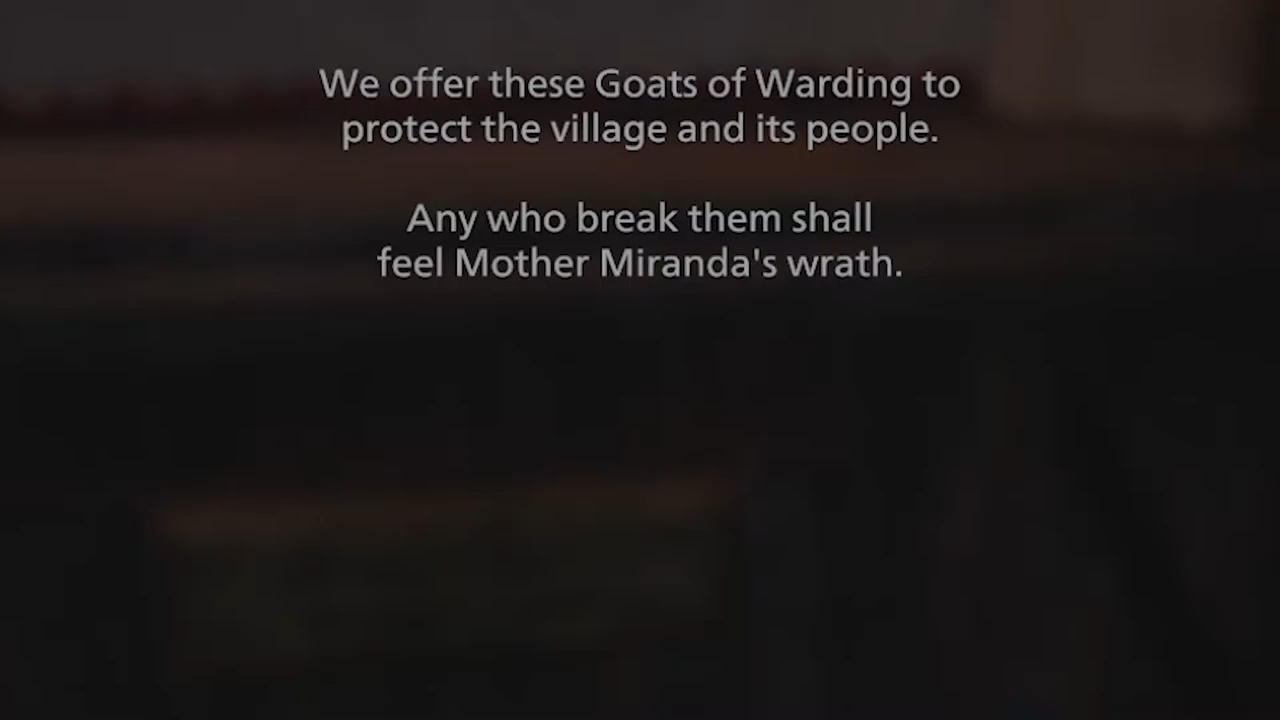 We offer these Goats of Warding to
protect the village and its people.
Any who break them shall
feel Mother Miranda's wrath.